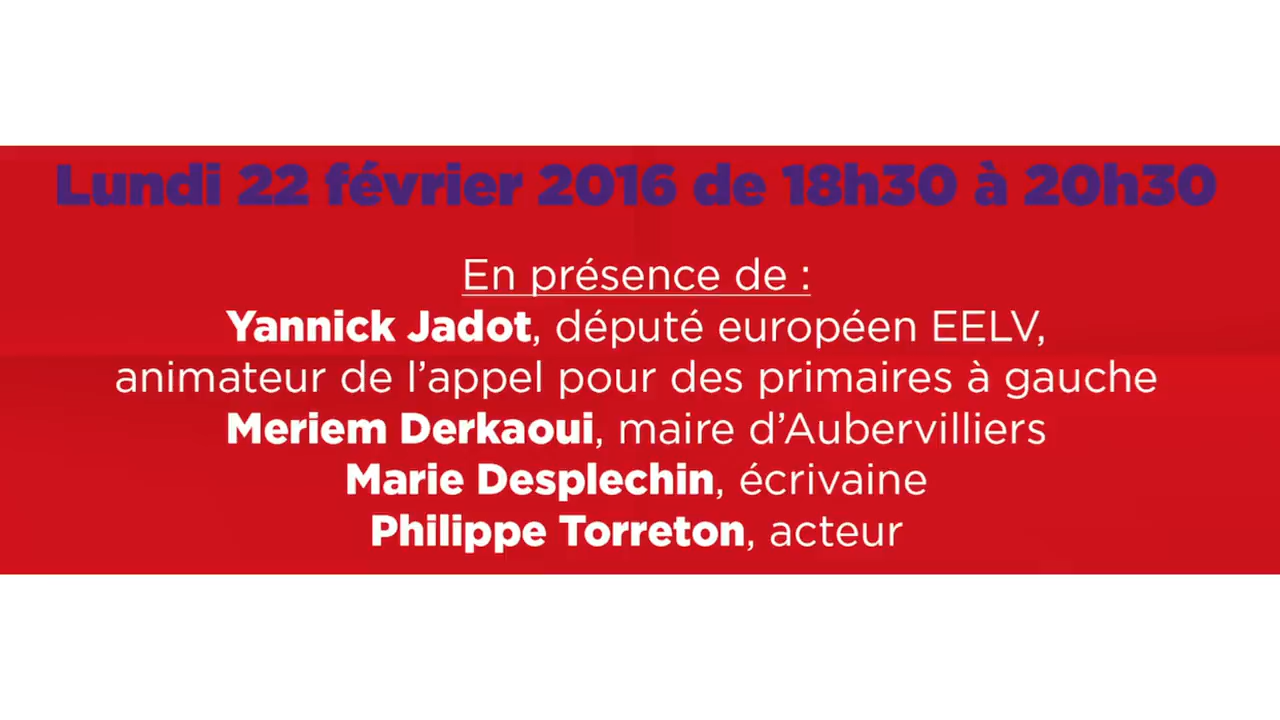 Lundi 22 février 2016 de 18h30 à 20h30
En présence de :
Yannick Jadot, député européen EELV,
animateur de l’appel pour des primaires à gauche
Meriem Derkaoui, maire d’Aubervilliers
Marie Desplechin, écrivaine
Philippe Torreton, acteur